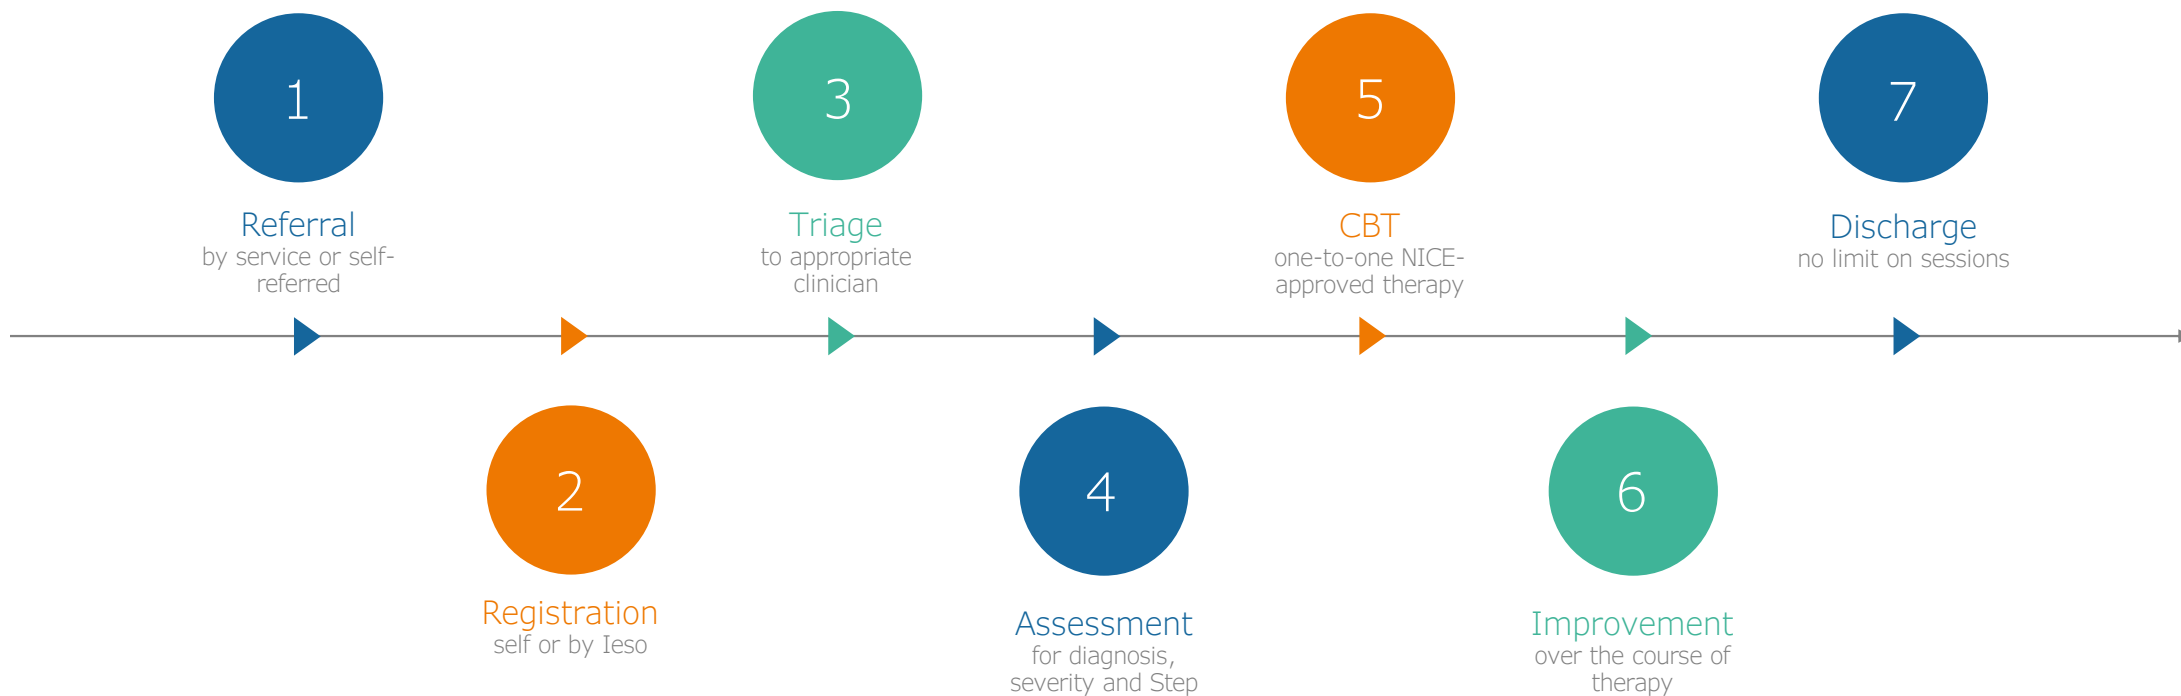 1
Referral
by service or self-
referred
2
Registration
self or by Ieso
3
Triage
to appropriate
clinician
4
Assessment
for diagnosis,
severity and Step
5
CBT
one-to-one NICE-
approved therapy
6
Improvement
over the course of
therapy
7
Discharge
no limit on sessions